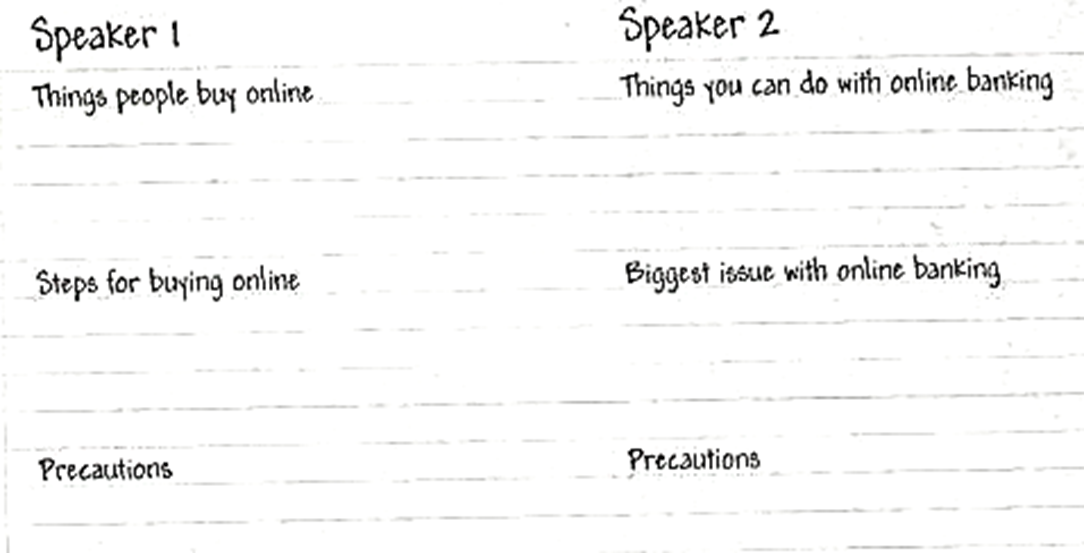 Speaker 1
Things people buy online
Steps for buying online
Precautions
Speaker 2
Things you can do with online banking
Biggest issue with online banking
Precautions